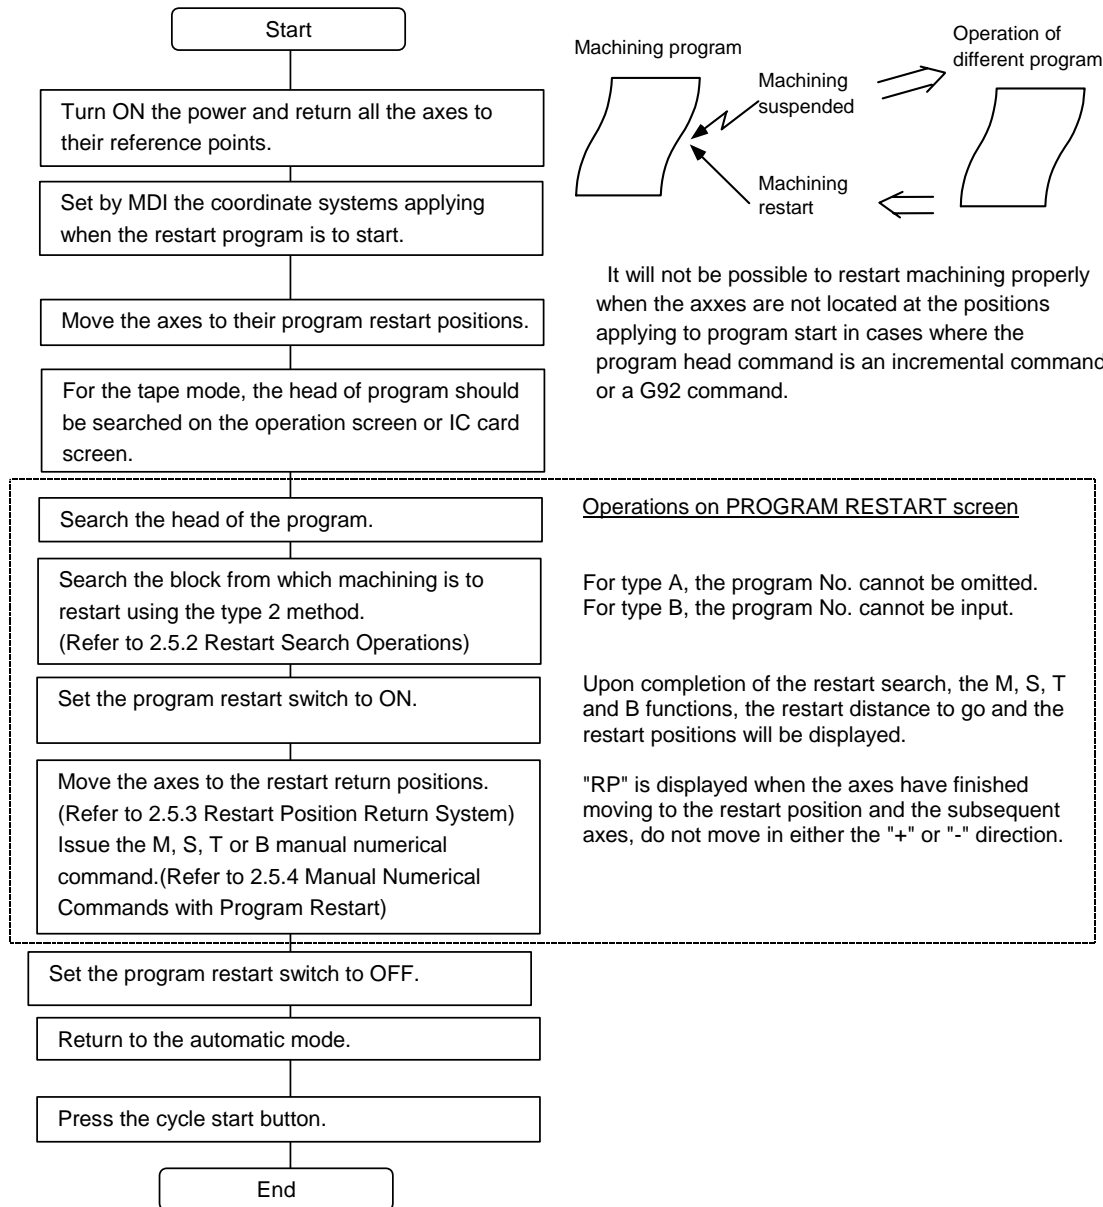 Start
Turn ON the power and return all the axes to
their reference points.
Set by MDI the coordinate systems applying
when the restart program is to start.
Move the axes to their program restart positions.
For the tape mode, the head of program should
be searched on the operation screen or IC card
screen.
Machining program
Machining
suspended
Operation of
different program
Machining
restart
It will not be possible to restart machining properly
when the axxes are not located at the positions
applying to program start in cases where the
program head command is an incremental command
or a G92 command.
Search the head of the program.
Operations on PROGRAM RESTART screen
Search the block from which machining is to
restart using the type 2 method.
(Refer to 2.5.2 Restart Search Operations)
For type A, the program No. cannot be omitted.
For type B, the program No. cannot be input.
Set the program restart switch to ON.
Upon completion of the restart search, the M, S, T
and B functions, the restart distance to go and the
restart positions will be displayed.
Move the axes to the restart return positions.
(Refer to 2.5.3 Restart Position Return System)
Issue the M, S, T or B manual numerical
command.(Refer to 2.5.4 Manual Numerical
Commands with Program Restart)
"RP" is displayed when the axes have finished
moving to the restart position and the subsequent
axes, do not move in either the "+" or "-" direction.
Set the program restart switch to OFF.
Return to the automatic mode.
Press the cycle start button.
End